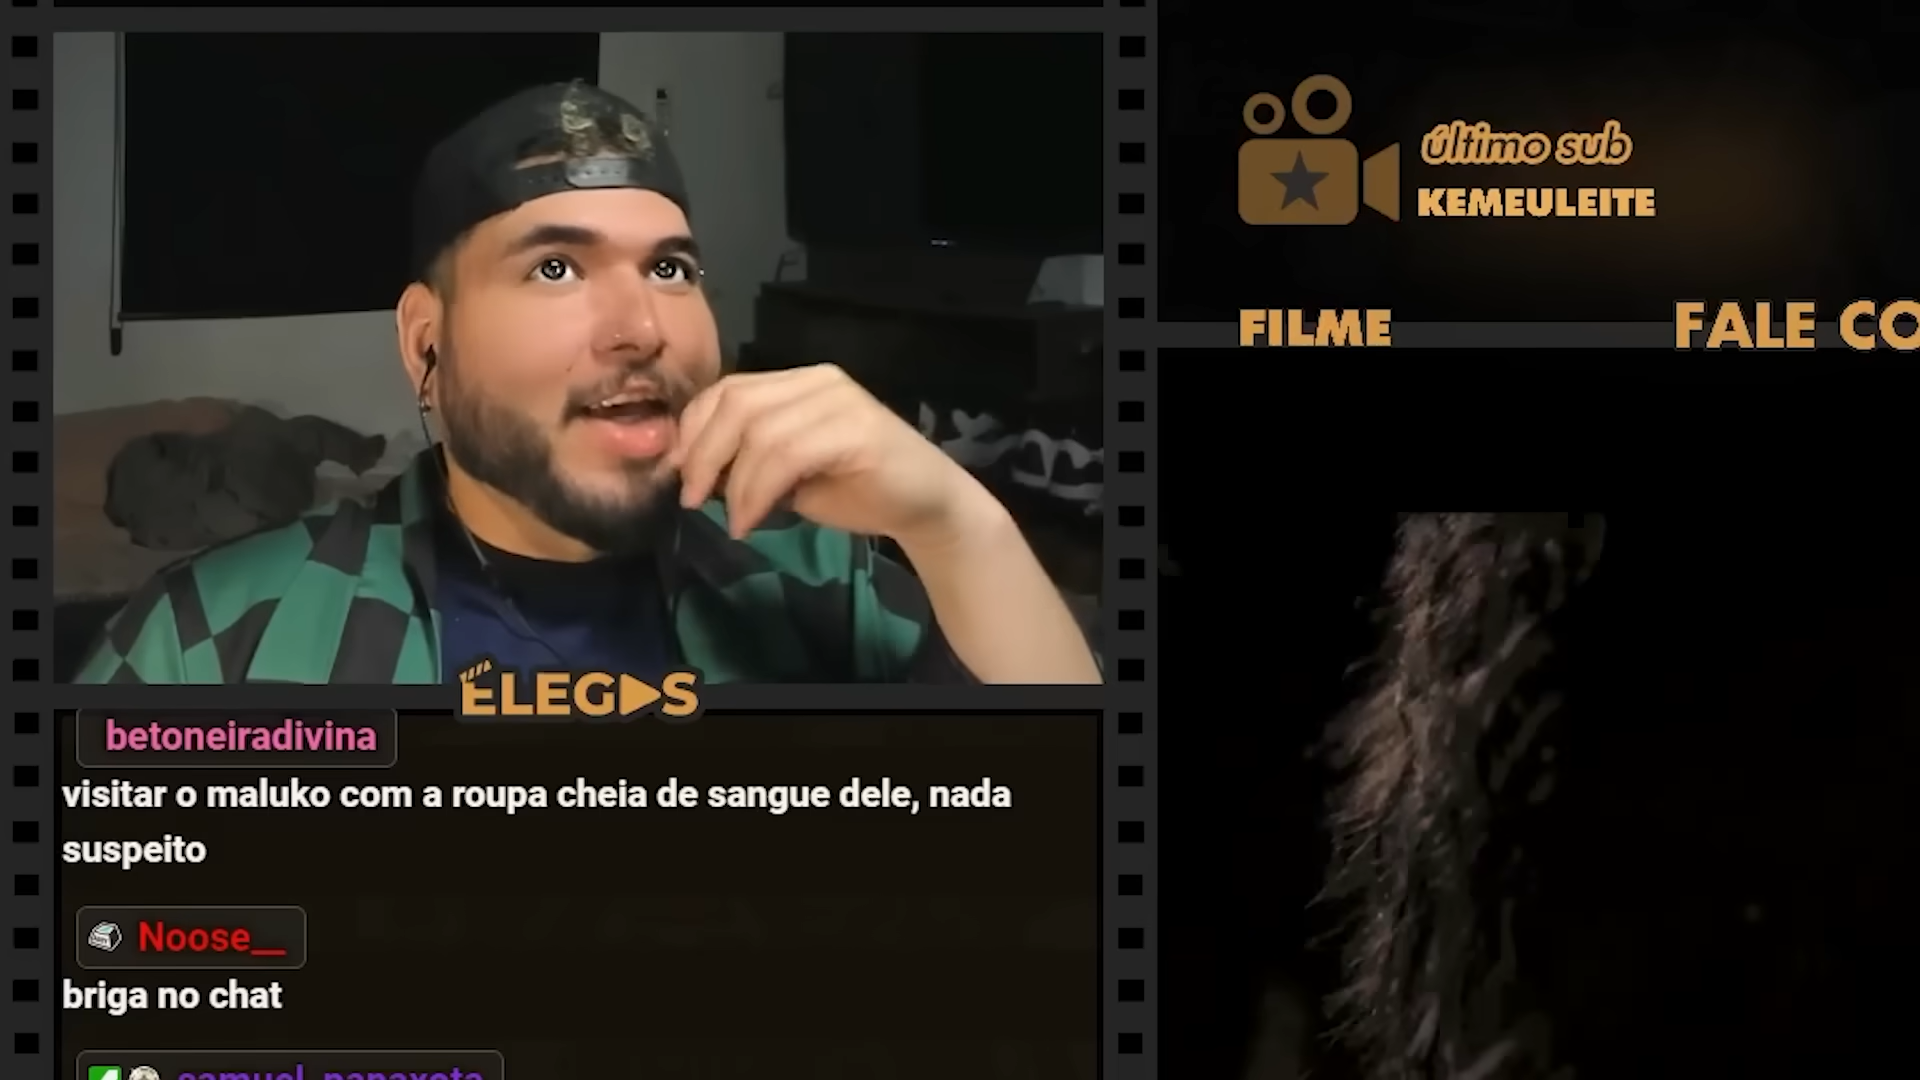 último sub
KEMEULEITE
FILME
FALE CO
ELEGOS
betoneiradivina
visitar o maluko com a roupa cheia de sangue dele, nada
suspeito
Noose__
briga no chat
samuel_papaxota